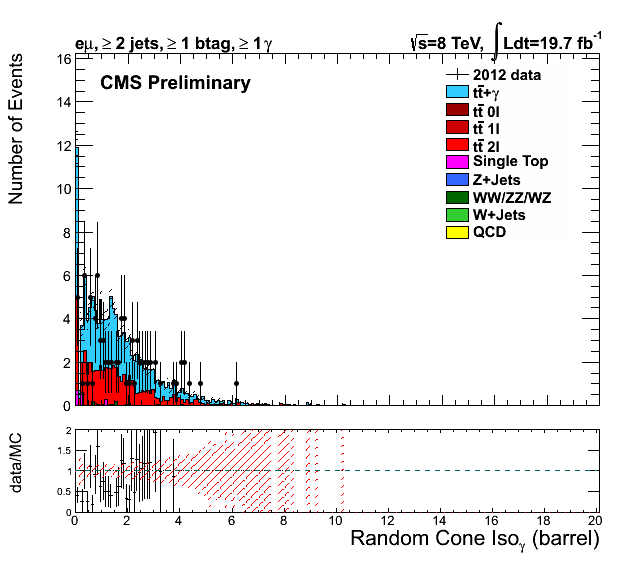 eμ, ≥ 2 jets, ≥ 1 btag, ≥ 1γ
√s=8 TeV, ∫Ldt=19.7 fb⁻¹
CMS Preliminary
2012 data
tt̄+γ
tt̄ 0l
tt̄ 1l
tt̄ 2l
Single Top
Z+Jets
WW/ZZ/WZ
W+Jets
QCD
Number of Events
16
14
12
10
8
6
4
2
0
data/MC
2
1.5
1
0.5
0
0 2 4 6 8 10 12 14 16 18 20
Random Cone Isoᵧ (barrel)